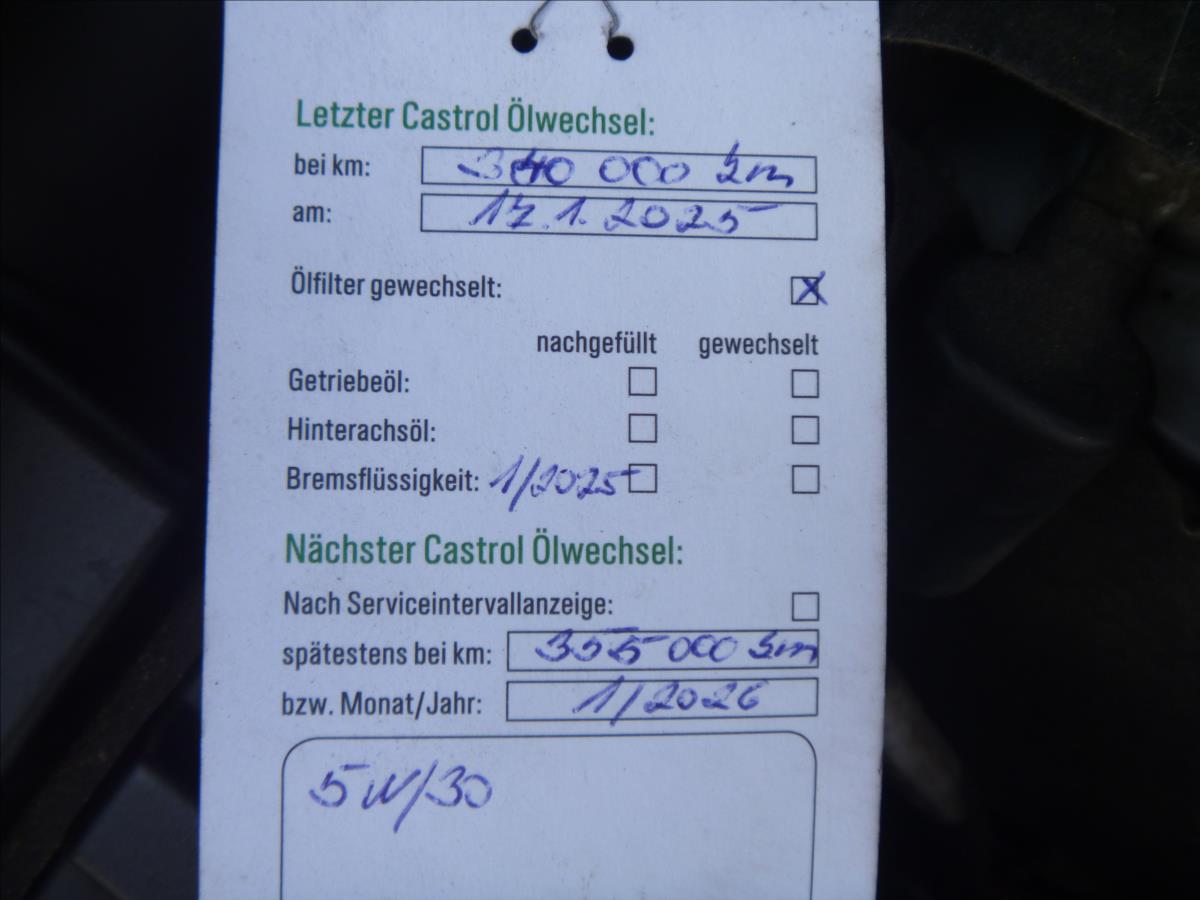 Letzter Castrol Ölwechsel:
bei km: 340 000 km
am: 17.1.2025
Ölfilter gewechselt: X
nachgefüllt gewechselt
Getriebeöl:
Hinterachsöl:
Bremsflüssigkeit: 1/2025
Nächster Castrol Ölwechsel:
Nach Serviceintervallanzeige:
spätestens bei km: 355 000 km
bzw. Monat/Jahr: 1/2026
5W/30